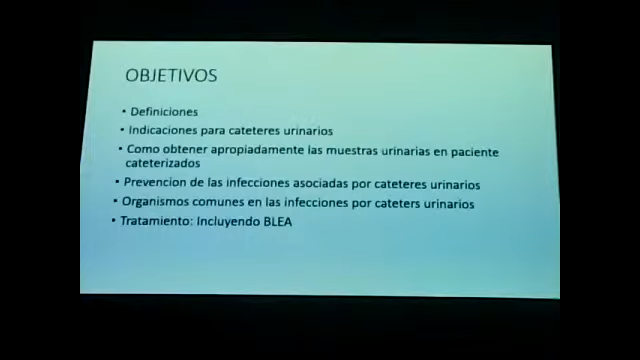 OBJETIVOS
• Definiciones
• Indicaciones para cateteres urinarios
• Como obtener apropiadamente las muestras urinarias en paciente
cateterizados
• Prevencion de las infecciones asociadas por cateteres urinarios
• Organismos comunes en las infecciones por cateters urinarios
• Tratamiento: Incluyendo BLEA